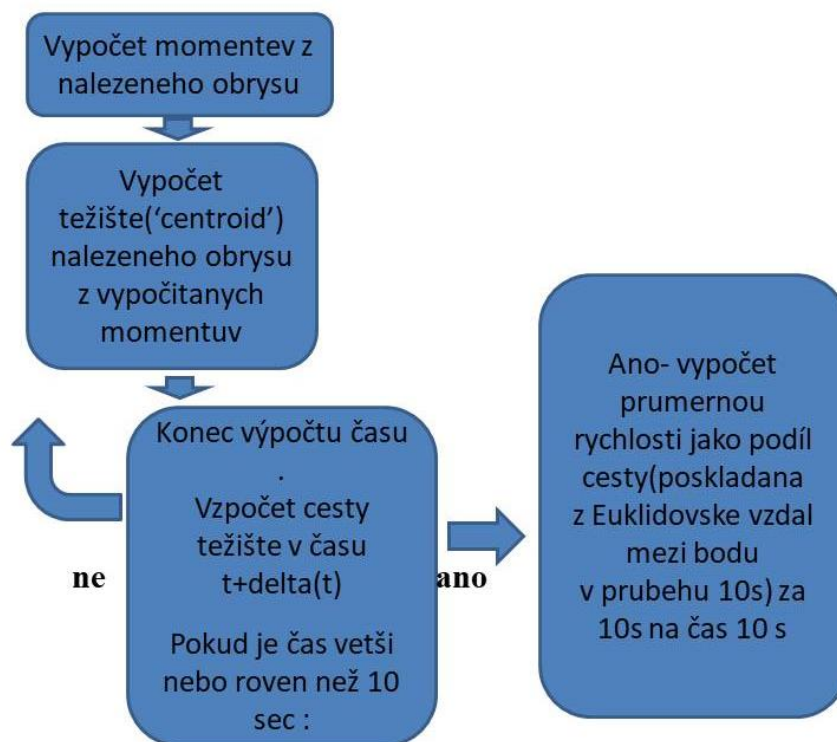 Vypočet momentev z
nalezeneho obrysu
Vypočet
težište(‘centroid’)
nalezeneho obrysu
z vypočitanych
momentuv
Konec výpočtu času
.
Vzpočet cesty
težište v času
t+delta(t)
Pokud je čas vetši
nebo roven než 10
sec :
ne
ano
Ano- vypočet
prumernou
rychlosti jako podíl
cesty(poskladana
z Euklidovske vzdal
mezi bodu
v prubehu 10s) za
10s na čas 10 s